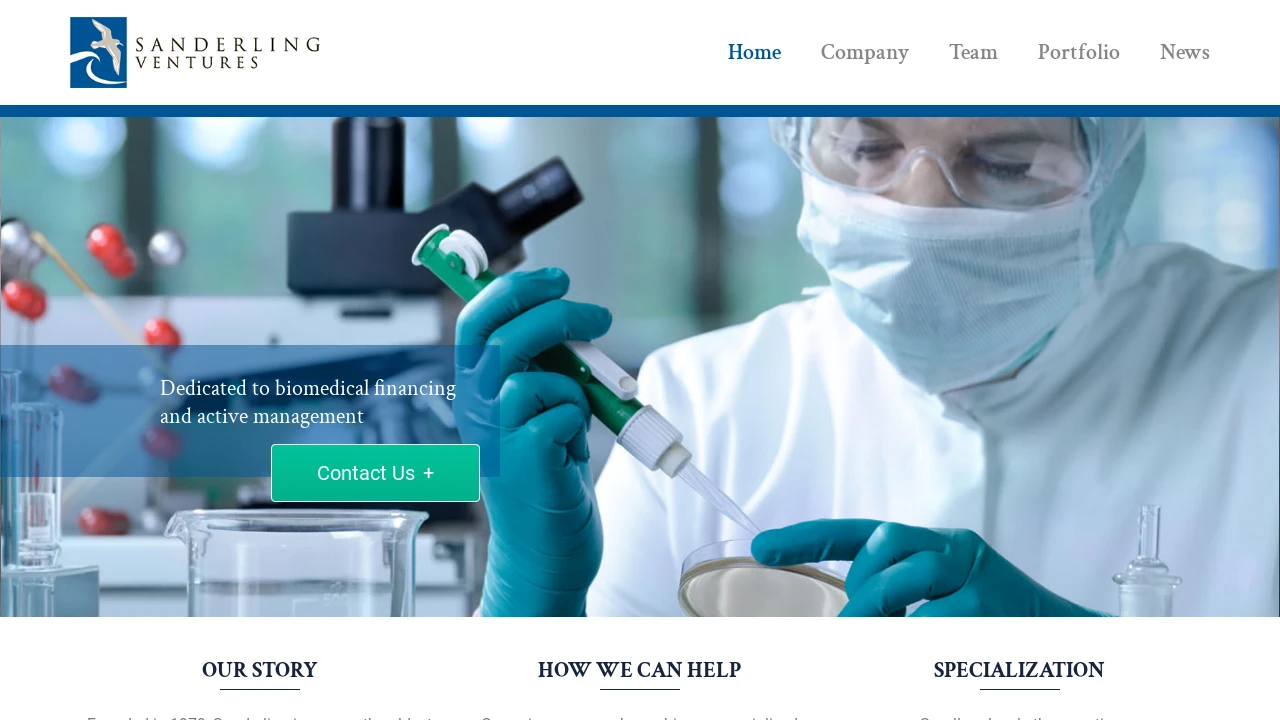 SANDERLING
VENTURES
Home Company Team Portfolio News
Dedicated to biomedical financing
and active management
Contact Us +
OUR STORY HOW WE CAN HELP SPECIALIZATION